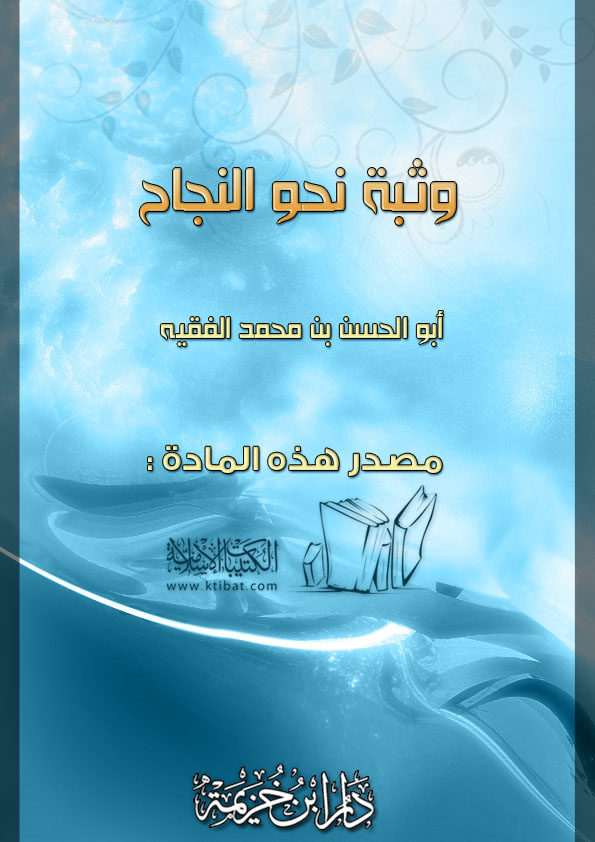 وثبة نحو النجاح
أبو الحسن بن محمد الفقيه
مصدر هذه المادة :
الكتيبات الإسلامية
www.ktibat.com
دار ابن خزيمة